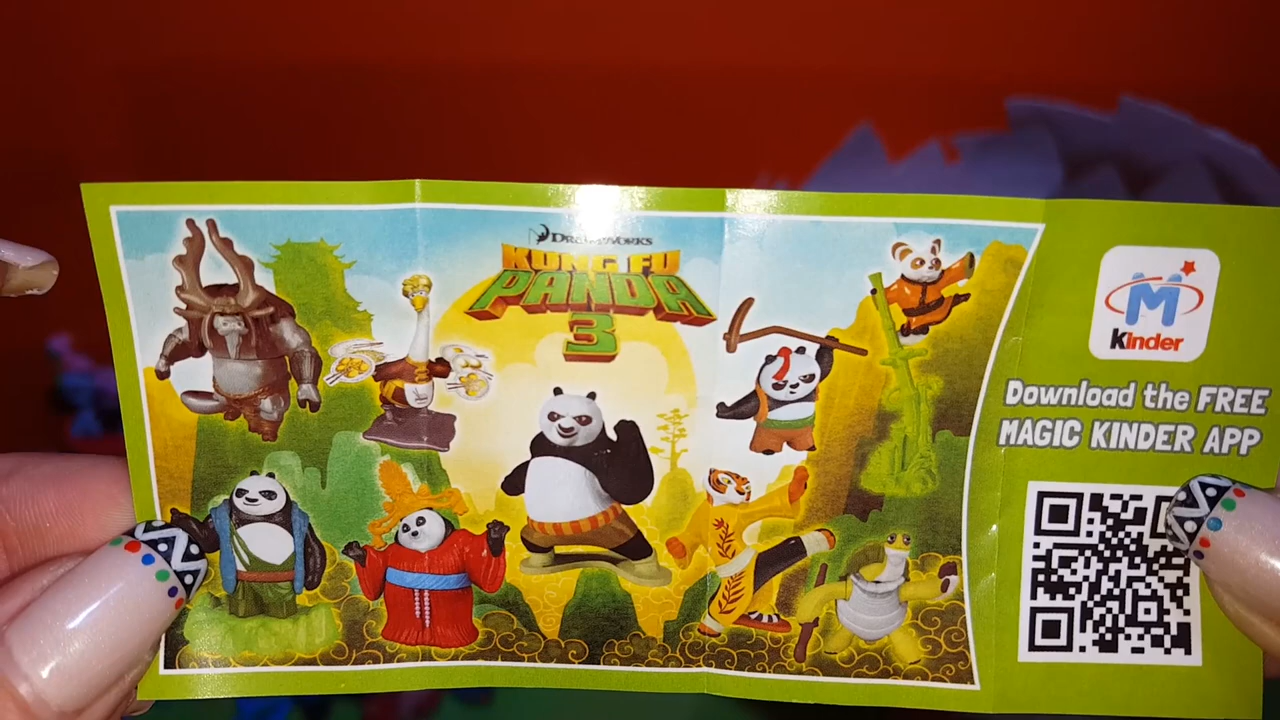 DREAMWORKS
KUNG FU
PANDA
3
Kinder
Download the FREE
MAGIC KINDER APP